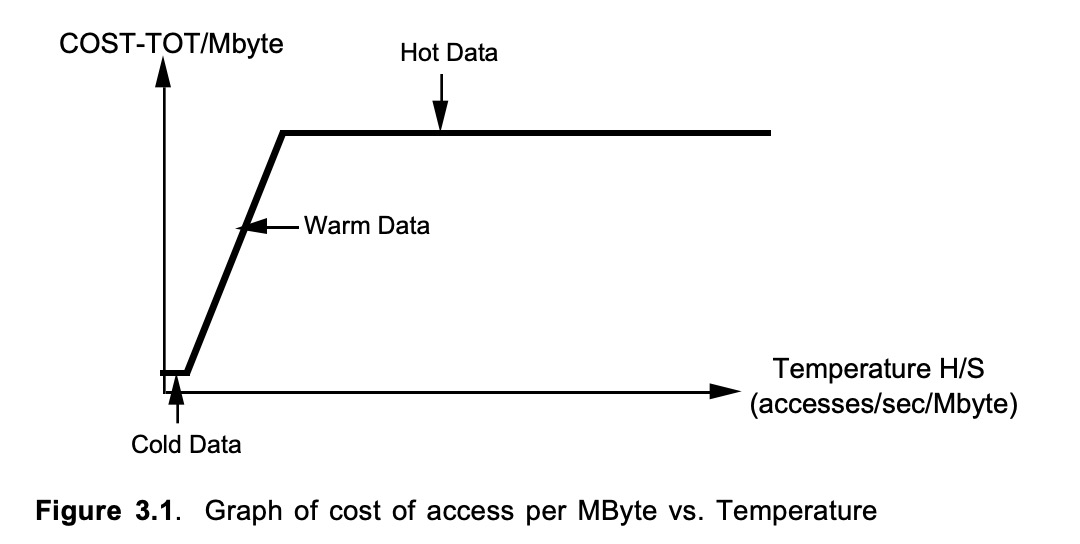 COST-TOT/Mbyte
Hot Data
Warm Data
Temperature H/S
(accesses/sec/Mbyte)
Cold Data
Figure 3.1. Graph of cost of access per MByte vs. Temperature